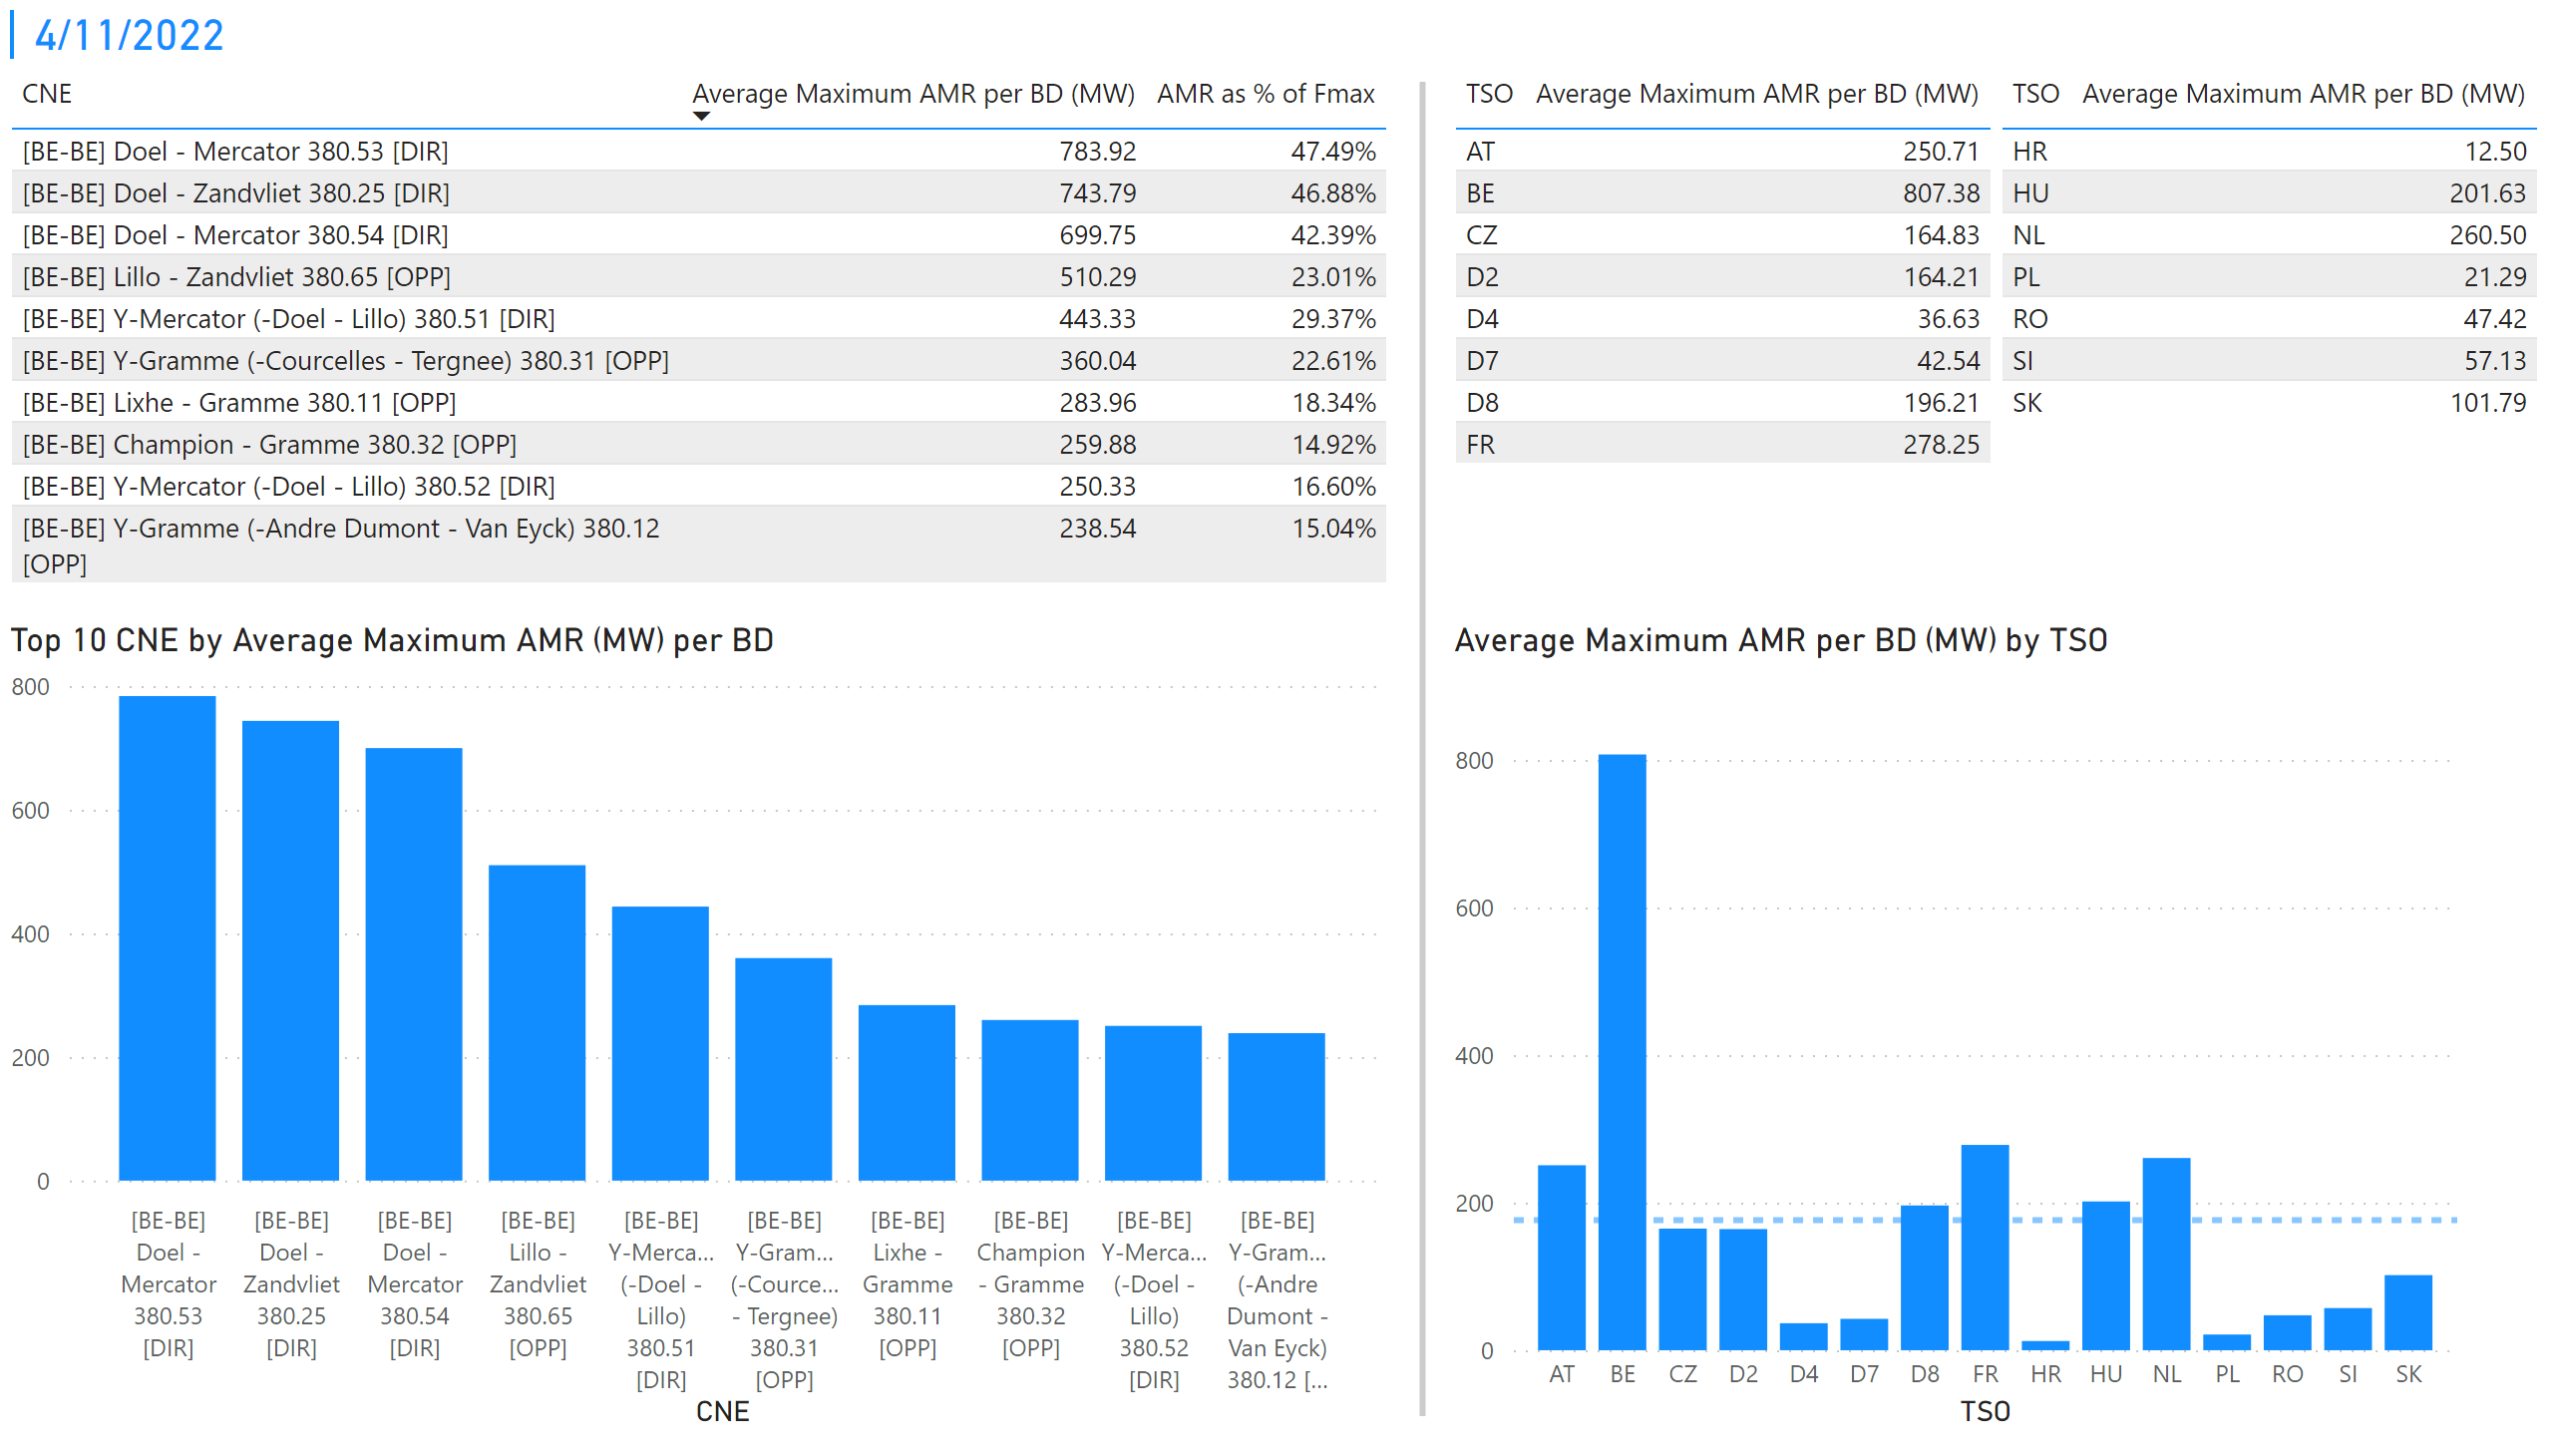 4/11/2022
CNE Average Maximum AMR per BD (MW) AMR as % of Fmax
[BE-BE] Doel - Mercator 380.53 [DIR] 783.92 47.49%
[BE-BE] Doel - Zandvliet 380.25 [DIR] 743.79 46.88%
[BE-BE] Doel - Mercator 380.54 [DIR] 699.75 42.39%
[BE-BE] Lillo - Zandvliet 380.65 [OPP] 510.29 23.01%
[BE-BE] Y-Mercator (-Doel - Lillo) 380.51 [DIR] 443.33 29.37%
[BE-BE] Y-Gramme (-Courcelles - Tergnee) 380.31 [OPP] 360.04 22.61%
[BE-BE] Lixhe - Gramme 380.11 [OPP] 283.96 18.34%
[BE-BE] Champion - Gramme 380.32 [OPP] 259.88 14.92%
[BE-BE] Y-Mercator (-Doel - Lillo) 380.52 [DIR] 250.33 16.60%
[BE-BE] Y-Gramme (-Andre Dumont - Van Eyck) 380.12 238.54 15.04%
[OPP]
TSO Average Maximum AMR per BD (MW)
AT 250.71
BE 807.38
CZ 164.83
D2 164.21
D4 36.63
D7 42.54
D8 196.21
FR 278.25
TSO Average Maximum AMR per BD (MW)
HR 12.50
HU 201.63
NL 260.50
PL 21.29
RO 47.42
SI 57.13
SK 101.79
Top 10 CNE by Average Maximum AMR (MW) per BD
800
600
400
200
0
[BE-BE] Doel - Mercator 380.53 [DIR]
[BE-BE] Doel - Zandvliet 380.25 [DIR]
[BE-BE] Doel - Mercator 380.54 [DIR]
[BE-BE] Lillo - Zandvliet 380.65 [OPP]
[BE-BE] Y-Merca... (-Doel - Lillo) 380.51 [DIR]
[BE-BE] Y-Gram... (-Cource... - Tergnee) 380.31 [OPP]
[BE-BE] Lixhe - Gramme 380.11 [OPP]
[BE-BE] Champion - Gramme 380.32 [OPP]
[BE-BE] Y-Merca... (-Doel - Lillo) 380.52 [DIR]
[BE-BE] Y-Gram... (-Andre Dumont - Van Eyck) 380.12 [...
CNE
Average Maximum AMR per BD (MW) by TSO
800
600
400
200
0
AT BE CZ D2 D4 D7 D8 FR HR HU NL PL RO SI SK
TSO